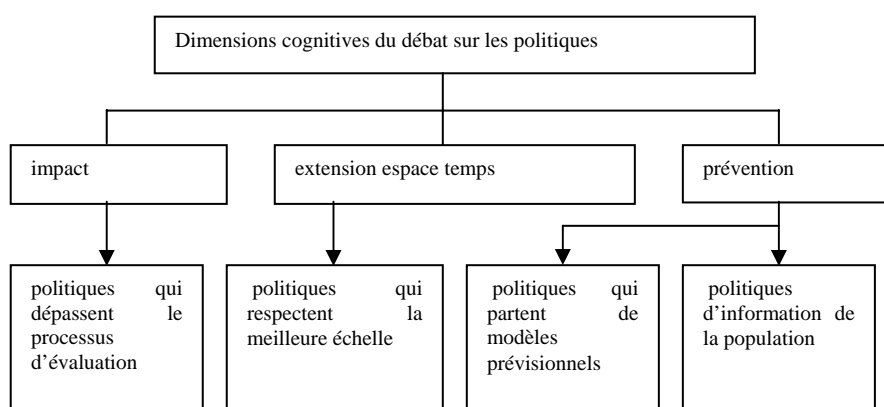 Dimensions cognitives du débat sur les politiques
impact
extension espace temps
prévention
politiques qui
dépassent le
processus
d'évaluation
politiques qui
respectent la
meilleure échelle
politiques qui
partent de
modèles
prévisionnels
politiques
d'information de
la population